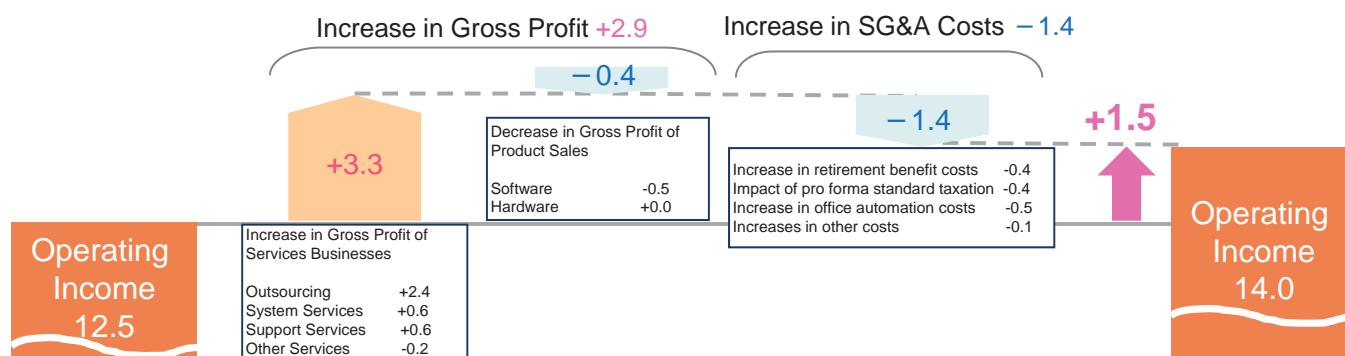 Increase in Gross Profit +2.9
Increase in SG&A Costs －1.4
－0.4
－1.4
+1.5
+3.3
Decrease in Gross Profit of
Product Sales
Software -0.5
Hardware +0.0
Increase in retirement benefit costs -0.4
Impact of pro forma standard taxation -0.4
Increase in office automation costs -0.5
Increases in other costs -0.1
Operating
Income
12.5
Increase in Gross Profit of
Services Businesses
Outsourcing +2.4
System Services +0.6
Support Services +0.6
Other Services -0.2
Operating
Income
14.0